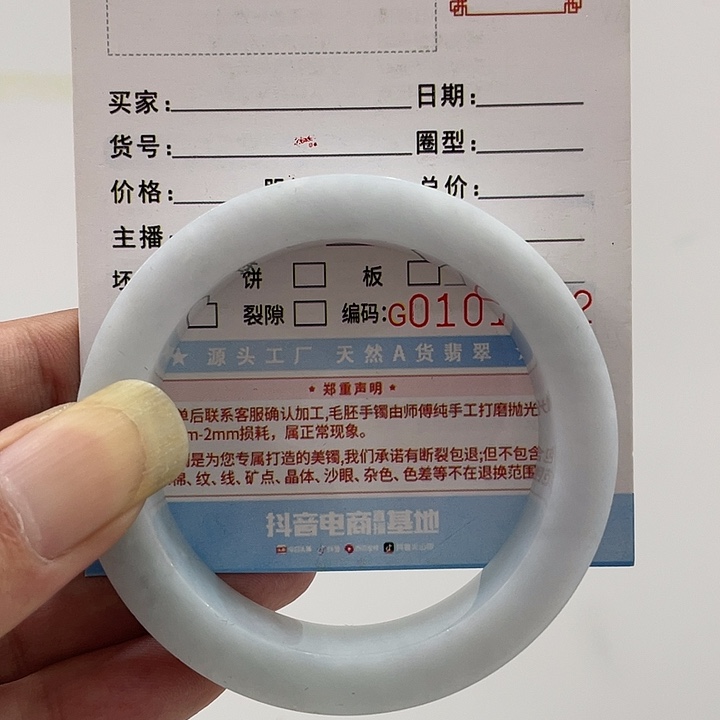 买家: 日期:
货号: 圈型:
价格: 总价:
主播
坯 饼 板
裂隙 编码:G0101 2
★ 源头工厂 天然A货翡翠
★ 郑重声明 ★
单后联系客服确认加工,毛胚手镯由师傅纯手工打磨抛光
m-2mm损耗,属正常现象。
是为您专属打造的美镯,我们承诺有断裂包退;但不包含
棉、纹、线、矿点、晶体、沙眼、杂色、色差等不在退换范围
抖音电商 基地